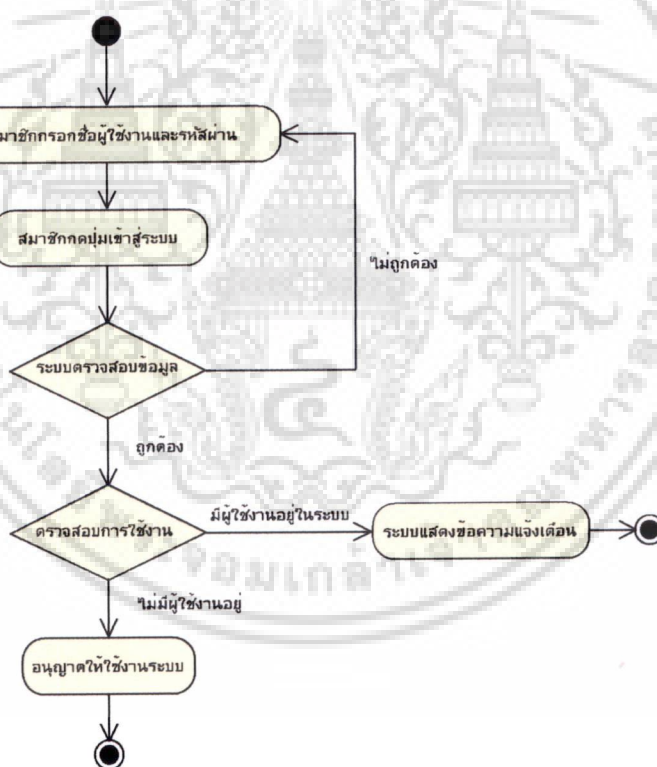 มาชิกกรอกชื่อผู้ใช้งานและรหัสผ่าน
สมาชิกกดปุ่มเข้าสู่ระบบ
ไม่ถูกต้อง
ระบบตรวจสอบข้อมูล
ถูกต้อง
ตรวจสอบการใช้งาน
มีผู้ใช้งานอยู่ในระบบ
ระบบแสดงข้อความแจ้งเตือน
ไม่มีผู้ใช้งานอยู่
อนุญาตให้ใช้งานระบบ